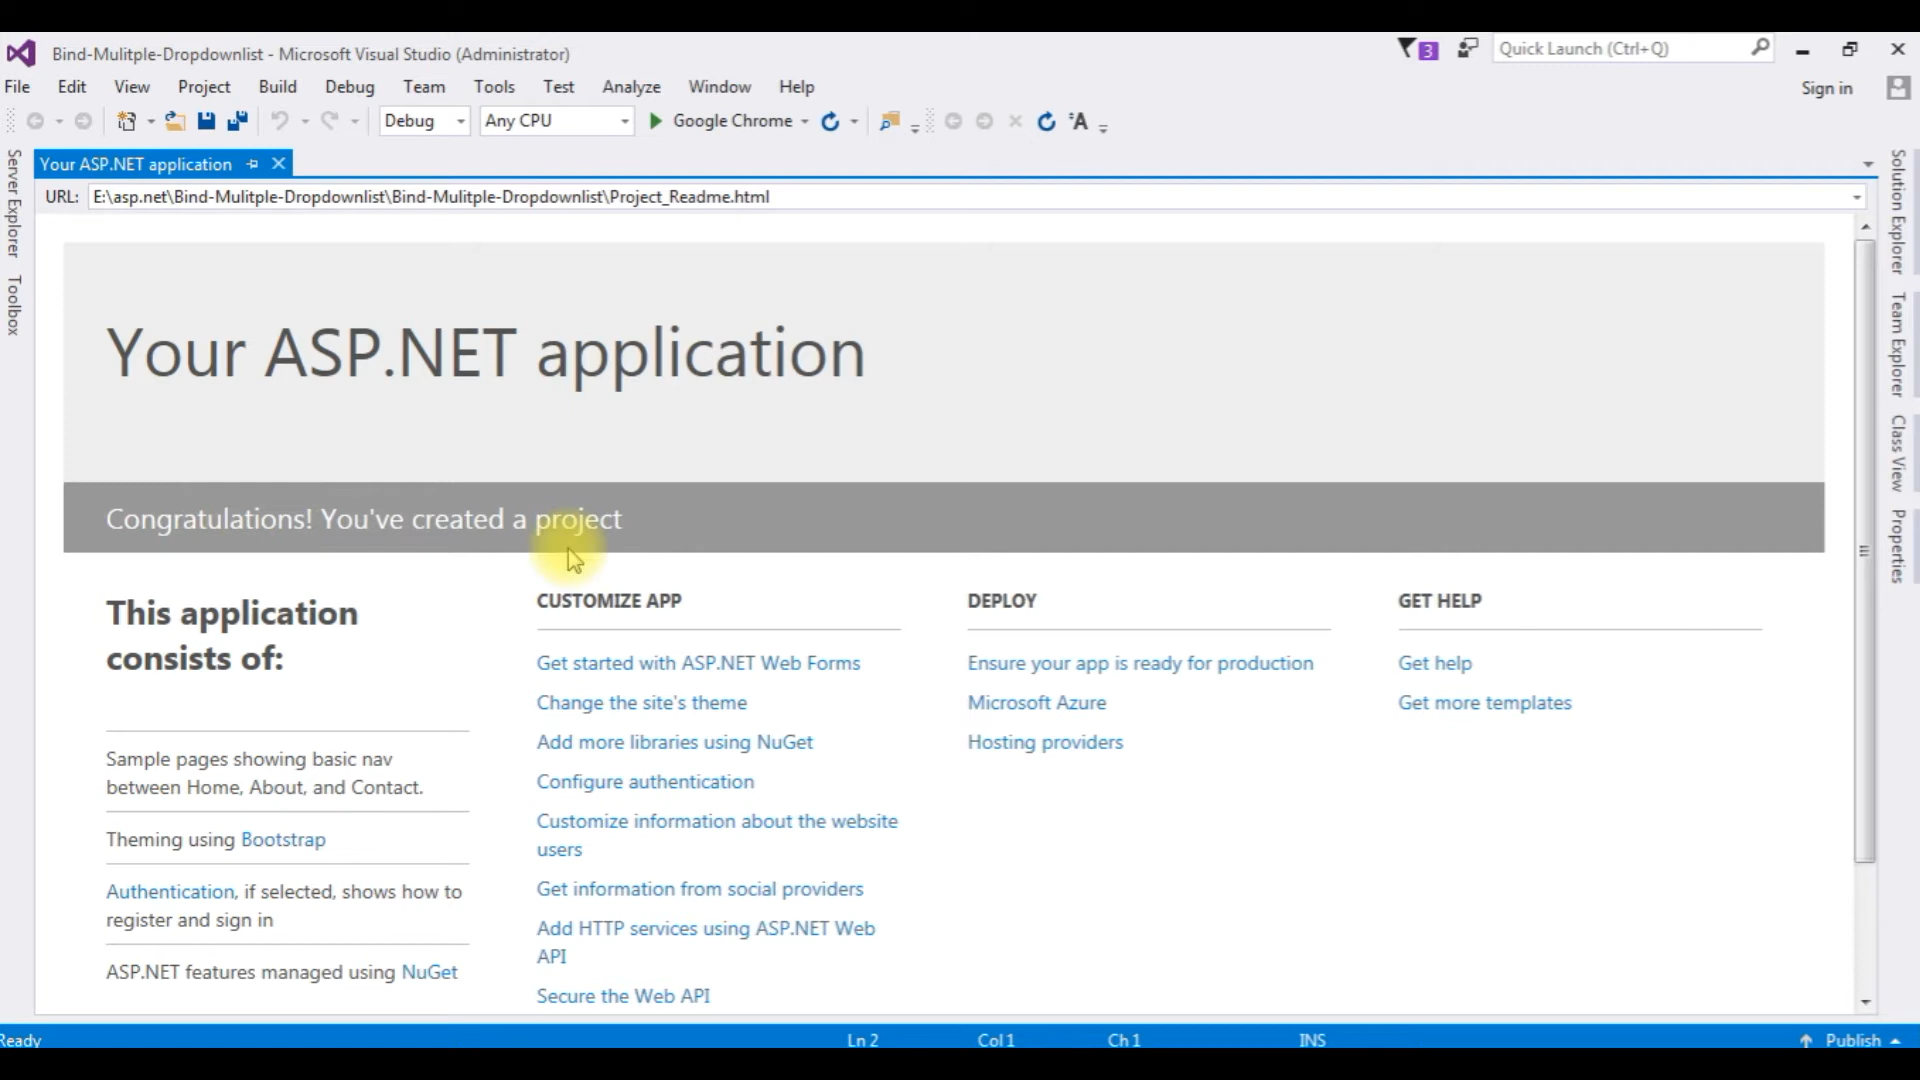 Bind-Mulitple-Dropdownlist - Microsoft Visual Studio (Administrator)
3
Quick Launch (Ctrl+Q)
File Edit View Project Build Debug Team Tools Test Analyze Window Help
Sign in
Debug Any CPU Google Chrome
Your ASP.NET application
URL: E:\asp.net\Bind-Mulitple-Dropdownlist\Bind-Mulitple-Dropdownlist\Project_Readme.html
Server Explorer
Toolbox
Your ASP.NET application
Congratulations! You've created a project
This application
consists of:
Sample pages showing basic nav
between Home, About, and Contact.
Theming using Bootstrap
Authentication, if selected, shows how to
register and sign in
ASP.NET features managed using NuGet
CUSTOMIZE APP
Get started with ASP.NET Web Forms
Change the site's theme
Add more libraries using NuGet
Configure authentication
Customize information about the website
users
Get information from social providers
Add HTTP services using ASP.NET Web
API
Secure the Web API
DEPLOY
Ensure your app is ready for production
Microsoft Azure
Hosting providers
GET HELP
Get help
Get more templates
Solution Explorer
Team Explorer
Class View
Properties
Ready Ln 2 Col 1 Ch 1 INS Publish